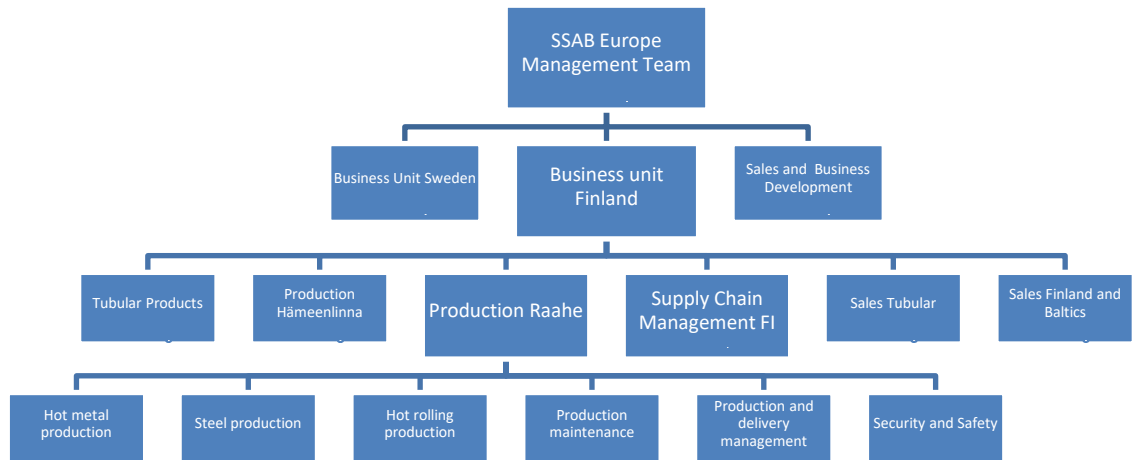 SSAB Europe
Management Team
Business Unit Sweden
Business unit
Finland
Sales and Business
Development
Tubular Products
Production
Hämeenlinna
Production Raahe
Supply Chain
Management FI
Sales Tubular
Sales Finland and
Baltics
Hot metal
production
Steel production
Hot rolling
production
Production
maintenance
Production and
delivery
management
Security and Safety